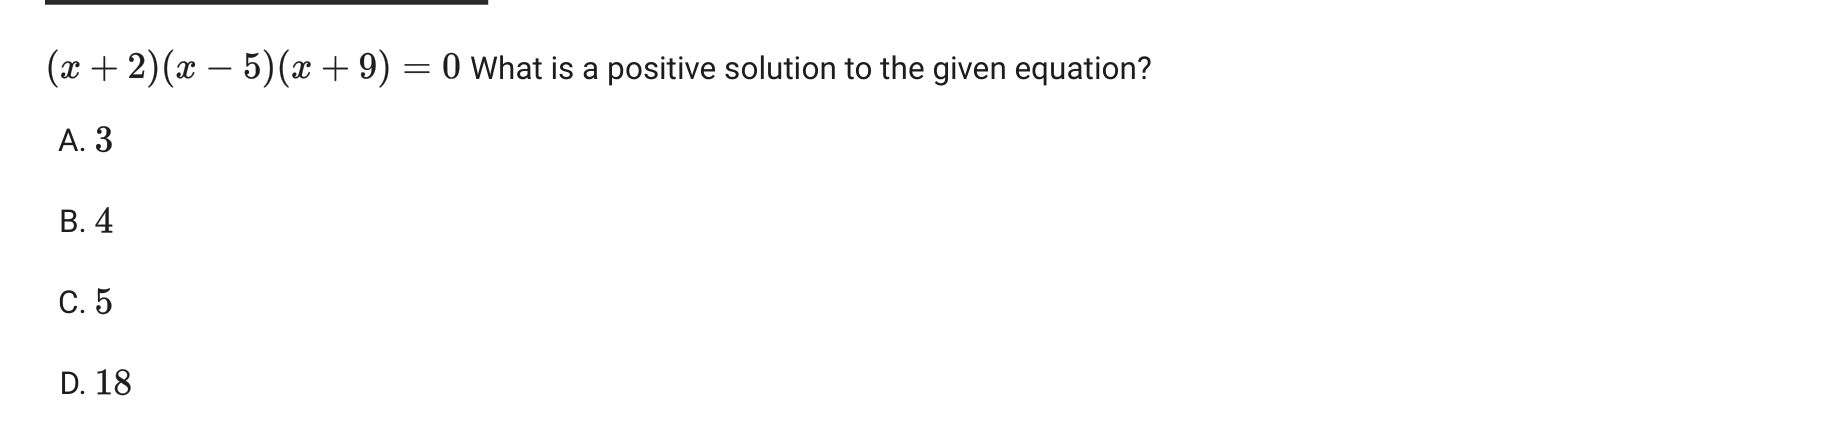 (x + 2)(x − 5)(x + 9) = 0 What is a positive solution to the given equation?
A. 3
B. 4
C. 5
D. 18